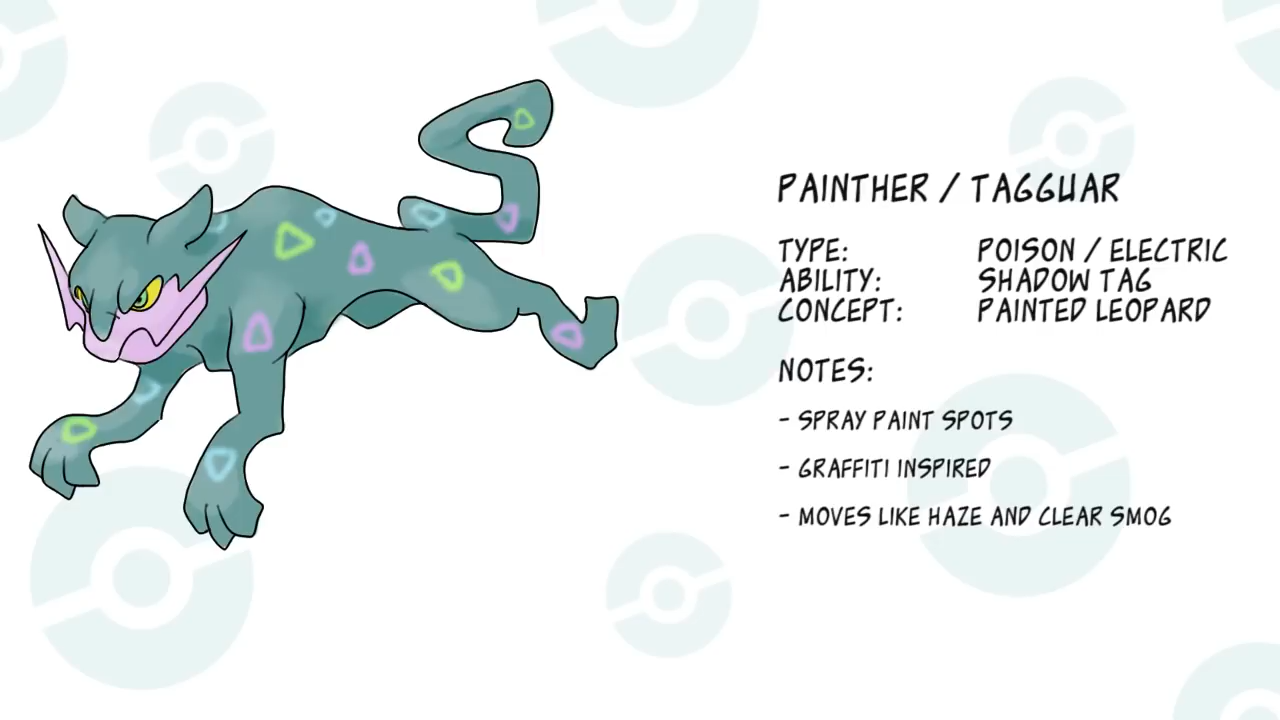 PAINTHER / TAGGUAR
TYPE: POISON / ELECTRIC
ABILITY: SHADOW TAG
CONCEPT: PAINTED LEOPARD
NOTES:
- SPRAY PAINT SPOTS
- GRAFFITI INSPIRED
- MOVES LIKE HAZE AND CLEAR SMOG